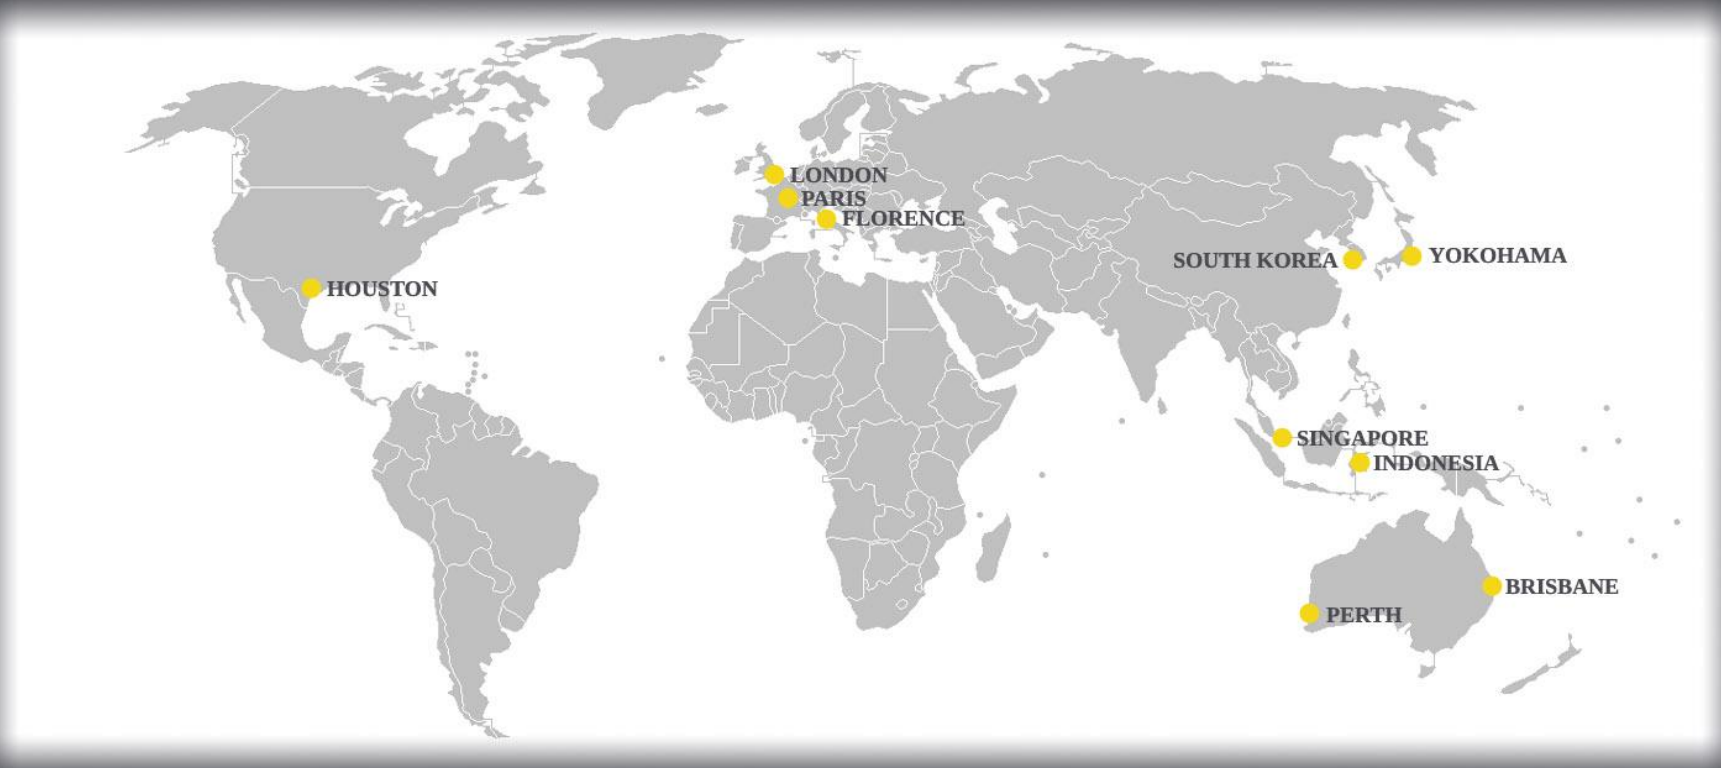 LONDON
PARIS
FLORENCE
SOUTH KOREA
YOKOHAMA
HOUSTON
SINGAPORE
INDONESIA
BRISBANE
PERTH